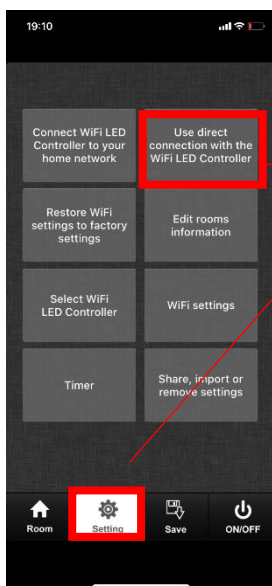 19:10
Connect WiFi LED
Controller to your
home network
Use direct
connection with the
WiFi LED Controller
Restore WiFi
settings to factory
settings
Edit rooms
information
Select WiFi
LED Controller
WiFi settings
Timer
Share, import or
remove settings
Room
Setting
Save
ON/OFF